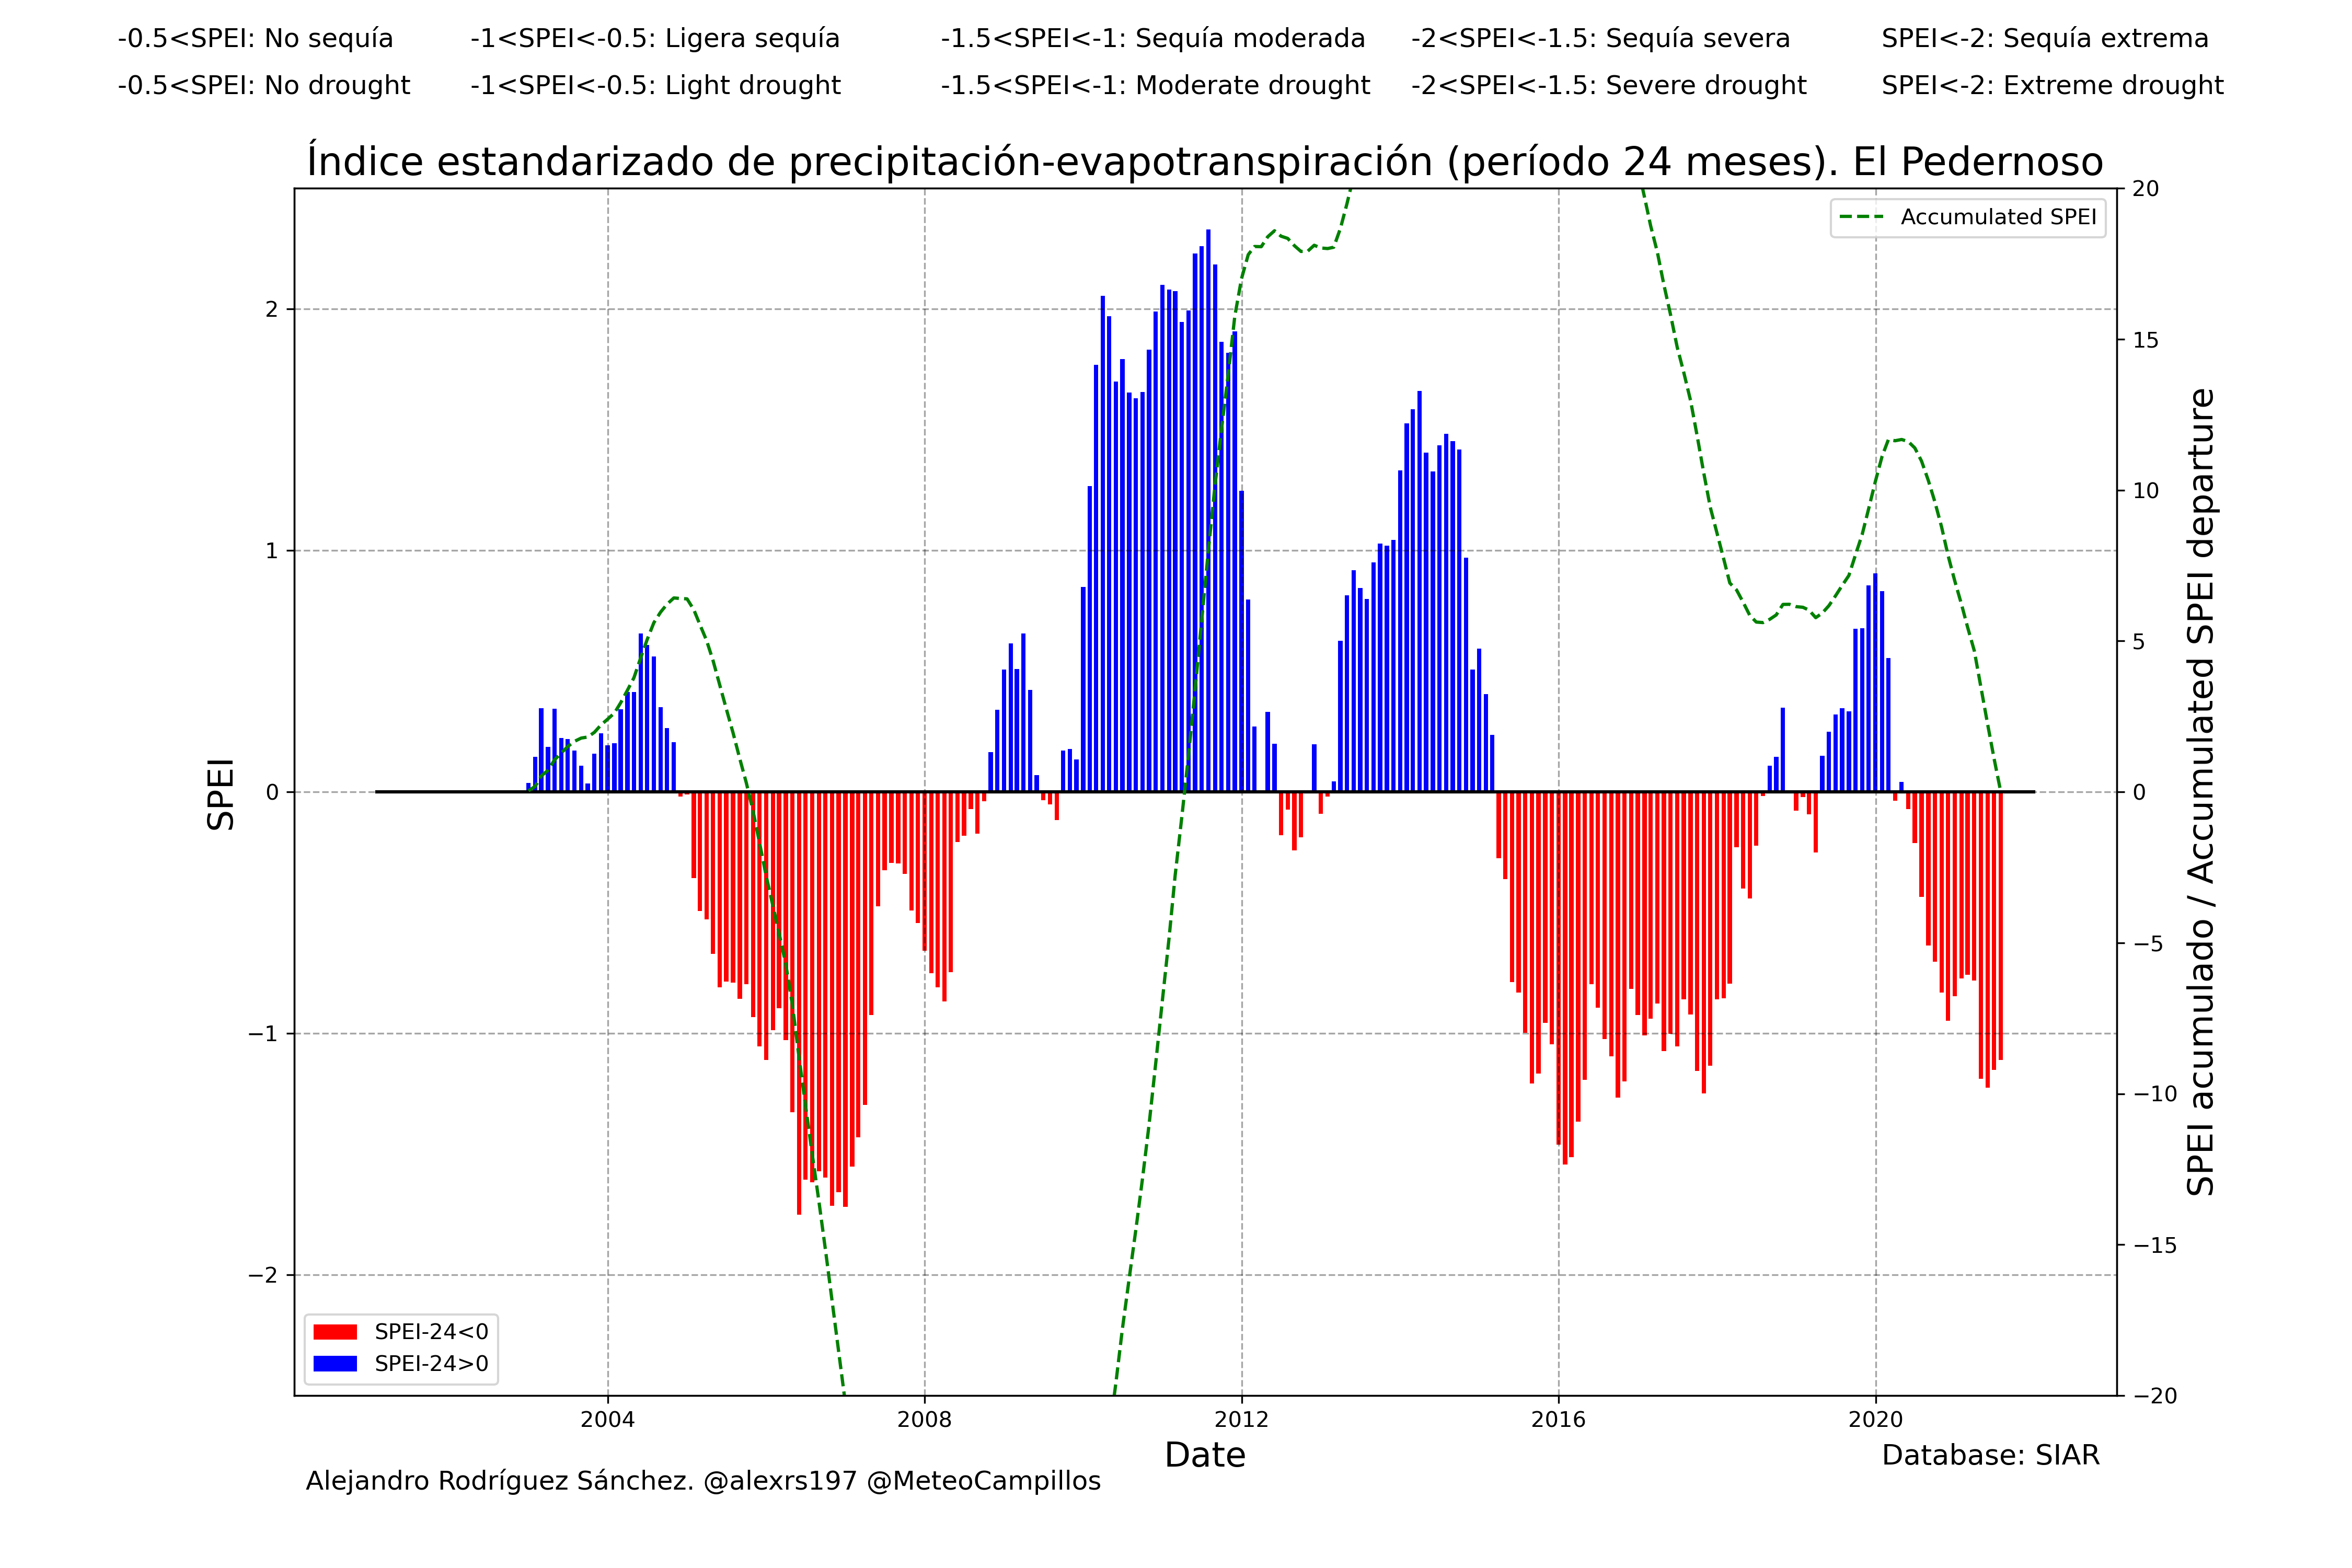 -0.5<SPEI: No sequía -1<SPEI<-0.5: Ligera sequía -1.5<SPEI<-1: Sequía moderada -2<SPEI<-1.5: Sequía severa SPEI<-2: Sequía extrema
-0.5<SPEI: No drought -1<SPEI<-0.5: Light drought -1.5<SPEI<-1: Moderate drought -2<SPEI<-1.5: Severe drought SPEI<-2: Extreme drought
Índice estandarizado de precipitación-evapotranspiración (período 24 meses). El Pedernoso
Accumulated SPEI
SPEI
2
1
0
−1
−2
20
15
10
5
0
−5
−10
−15
−20
SPEI acumulado / Accumulated SPEI departure
SPEI-24<0
SPEI-24>0
2004 2008 2012 2016 2020
Date
Database: SIAR
Alejandro Rodríguez Sánchez. @alexrs197 @MeteoCampillos